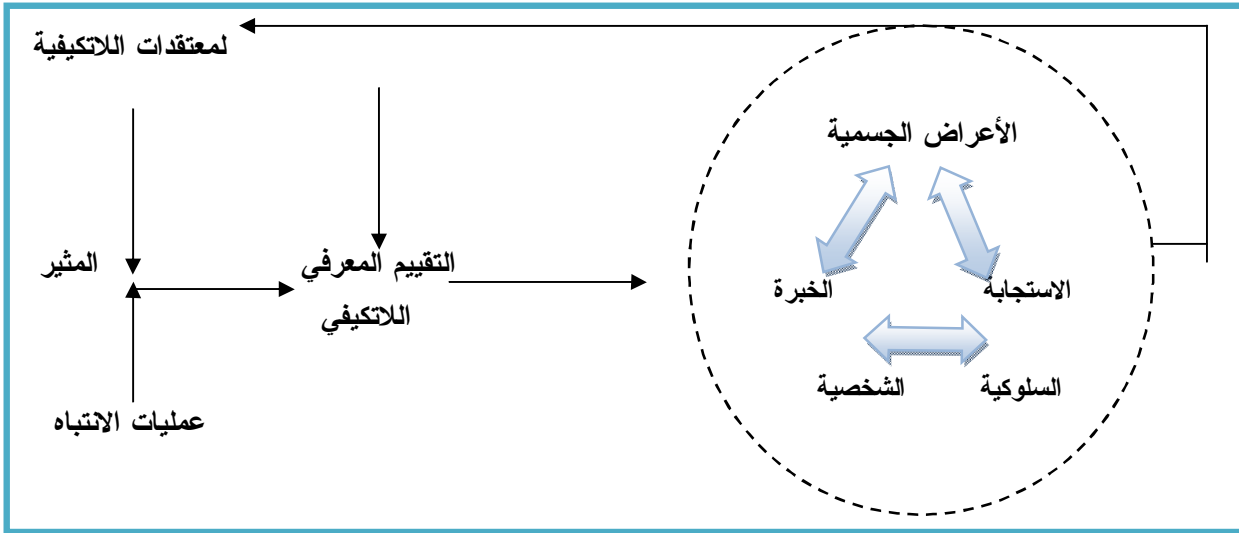 لمعتقدات اللاتكيفية
الأعراض الجسمية
المثير
التقييم المعرفي
اللاتكيفي
الخبرة
الشخصية
الاستجابة
السلوكية
عمليات الانتباه